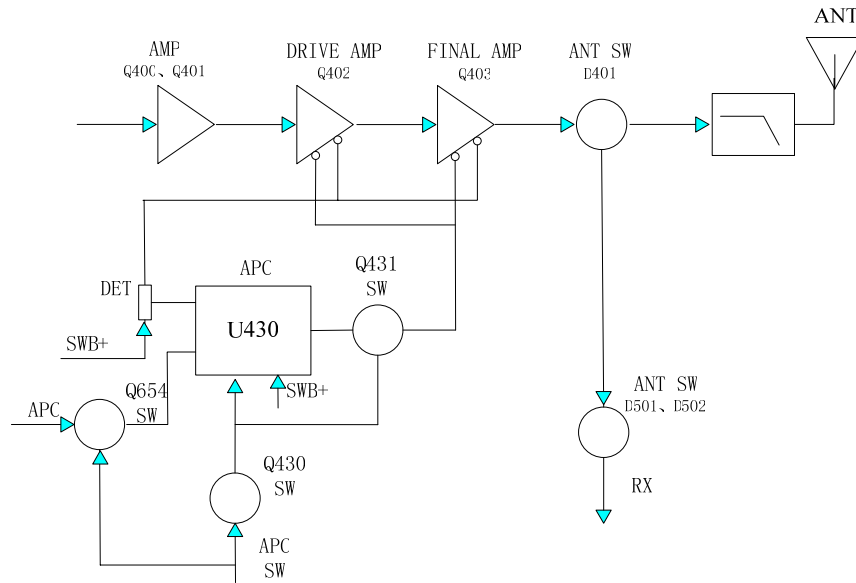 ANT
AMP
Q400、Q401
DRIVE AMP
Q402
FINAL AMP
Q403
ANT SW
D401
DET
APC
U430
Q431
SW
SWB+
SWB+
Q654
SW
APC
ANT SW
D501、D502
Q430
SW
RX
APC
SW